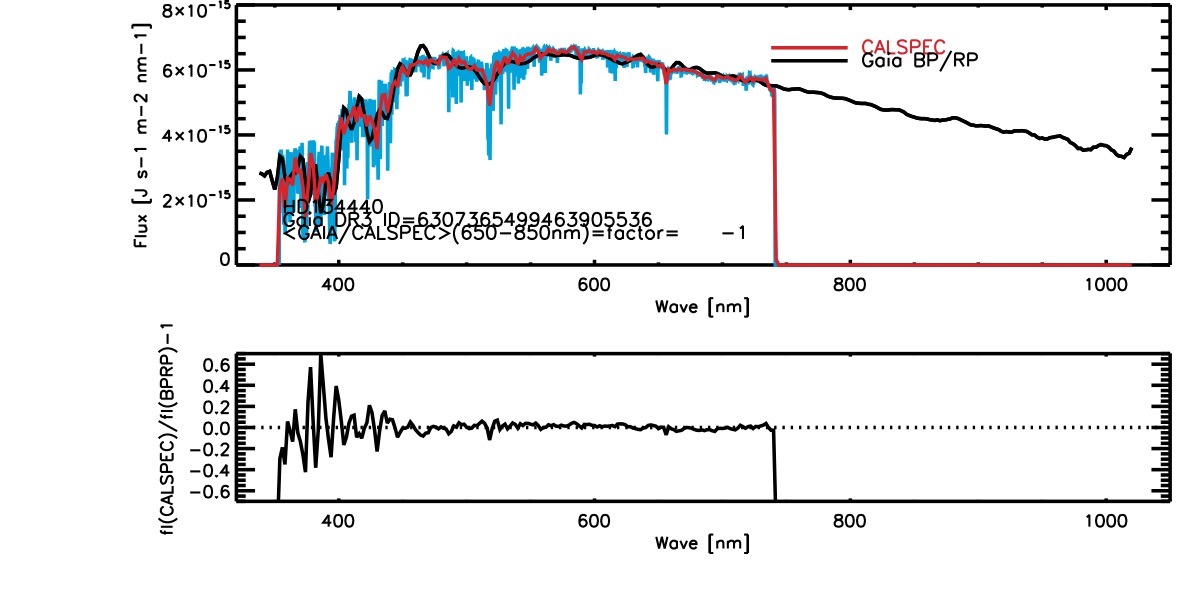 8×10−15
6×10−15
4×10−15
2×10−15
0
Flux [J s−1 m−2 nm−1]
CALSPEC
Gaia BP/RP
HD134440
Gaia DR3 ID=6307365499463905536
<GAIA/CALSPEC>(650−850nm)=factor= −1
400 600 800 1000
Wave [nm]
fl(CALSPEC)/fl(BPRP)−1
0.6
0.4
0.2
0.0
−0.2
−0.4
−0.6
400 600 800 1000
Wave [nm]